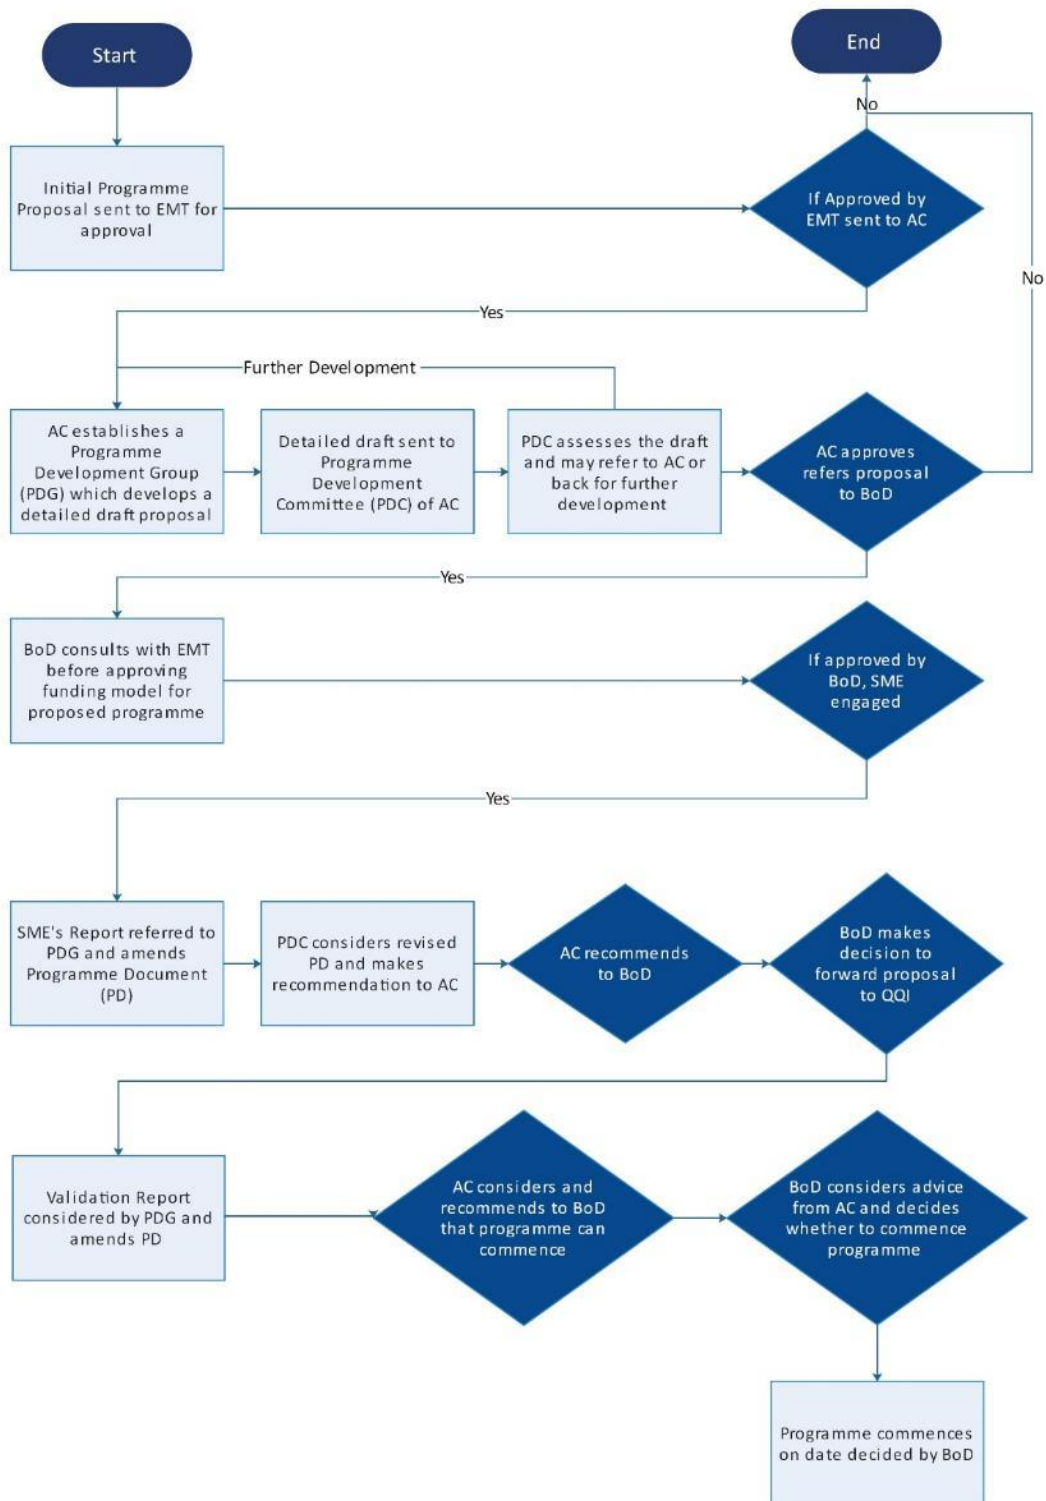 Start
End
No
Initial Programme
Proposal sent to EMT for
approval
If Approved by
EMT sent to AC
No
Yes
Further Development
AC establishes a
Programme
Development Group
(PDG) which develops a
detailed draft proposal
Detailed draft sent to
Programme
Development
Committee (PDC) of AC
PDC assesses the draft
and may refer to AC or
back for further
development
AC approves
refers proposal
to BoD
Yes
BoD consults with EMT
before approving
funding model for
proposed programme
If approved by
BoD, SME
engaged
Yes
SME's Report referred to
PDG and amends
Programme Document
(PD)
PDC considers revised
PD and makes
recommendation to AC
AC recommends
to BoD
BoD makes
decision to
forward proposal
to QQI
Validation Report
considered by PDG and
amends PD
AC considers and
recommends to BoD
that programme can
commence
BoD considers advice
from AC and decides
whether to commence
programme
Programme commences
on date decided by BoD